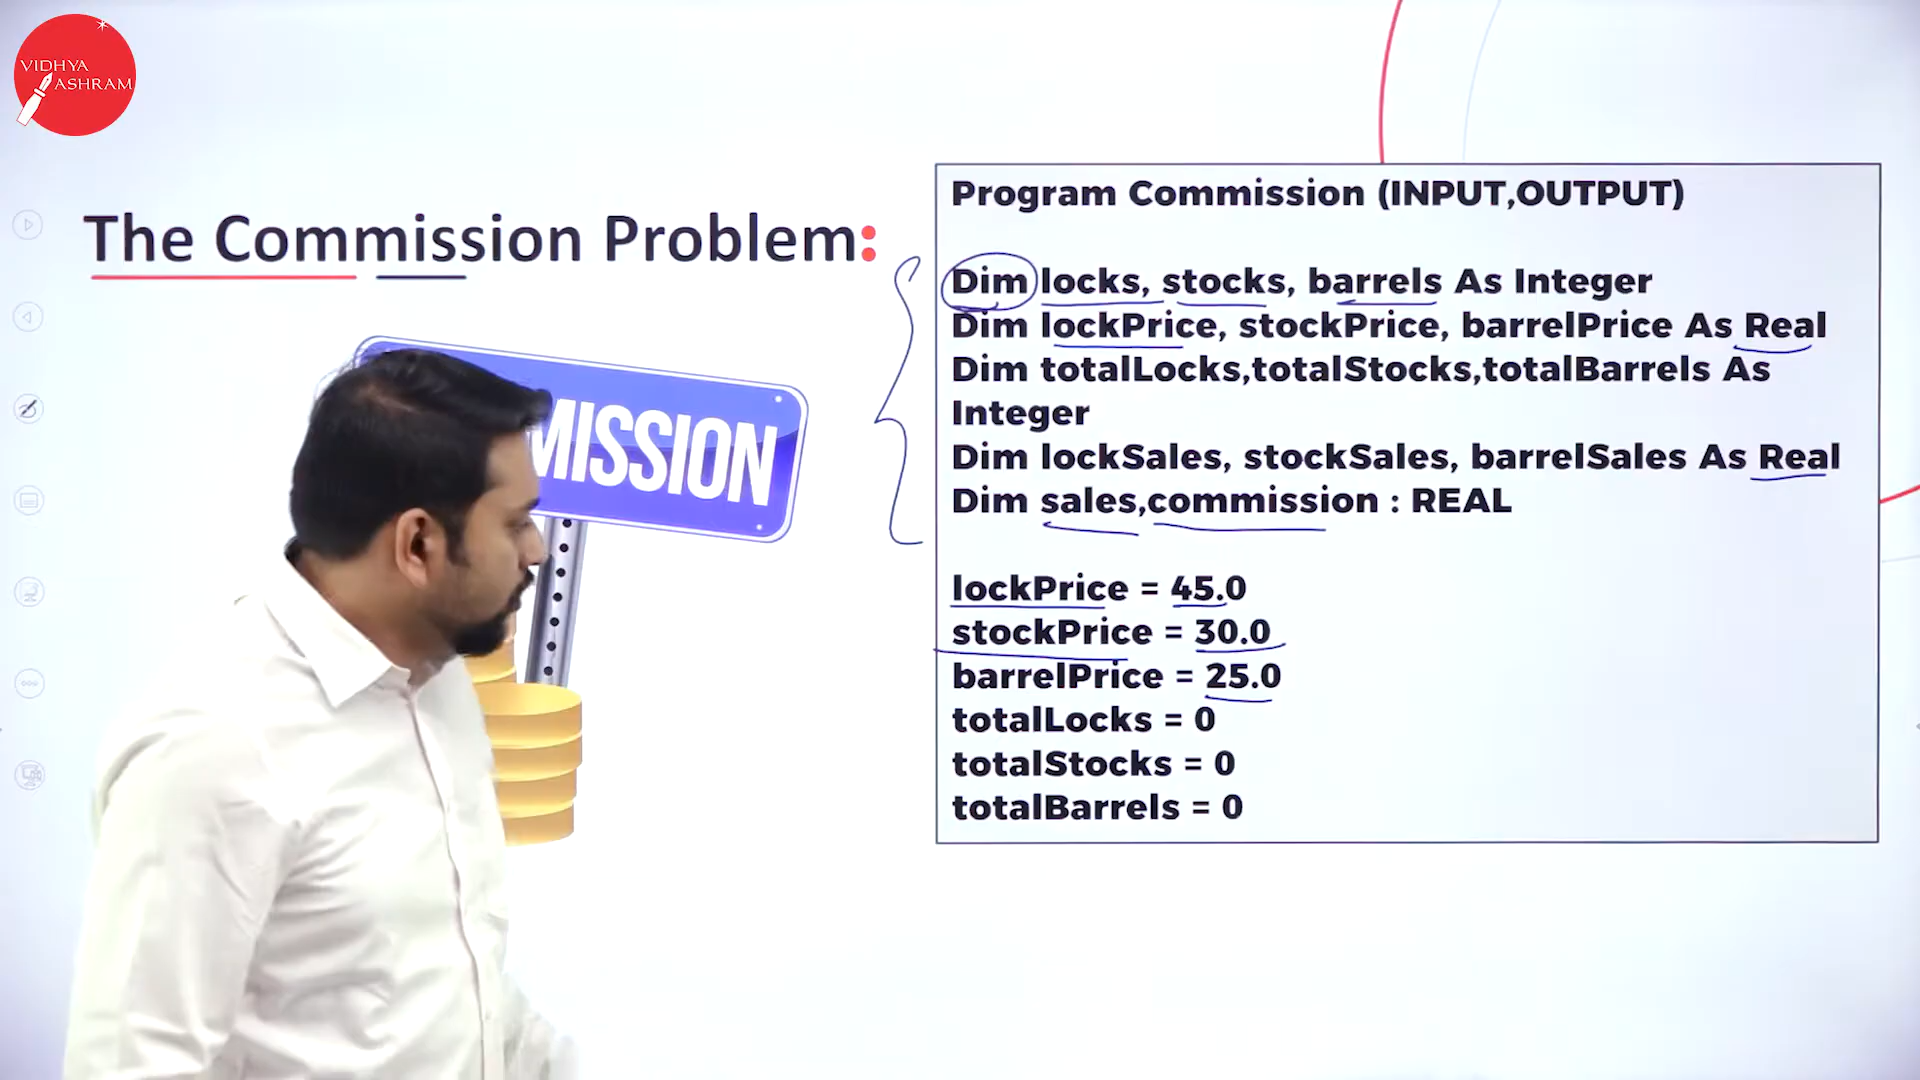 VIDHYA
ASHRAM
The Commission Problem:
MISSION
Program Commission (INPUT,OUTPUT)
Dim locks, stocks, barrels As Integer
Dim lockPrice, stockPrice, barrelPrice As Real
Dim totalLocks,totalStocks,totalBarrels As
Integer
Dim lockSales, stockSales, barrelSales As Real
Dim sales,commission : REAL
lockPrice = 45.0
stockPrice = 30.0
barrelPrice = 25.0
totalLocks = 0
totalStocks = 0
totalBarrels = 0